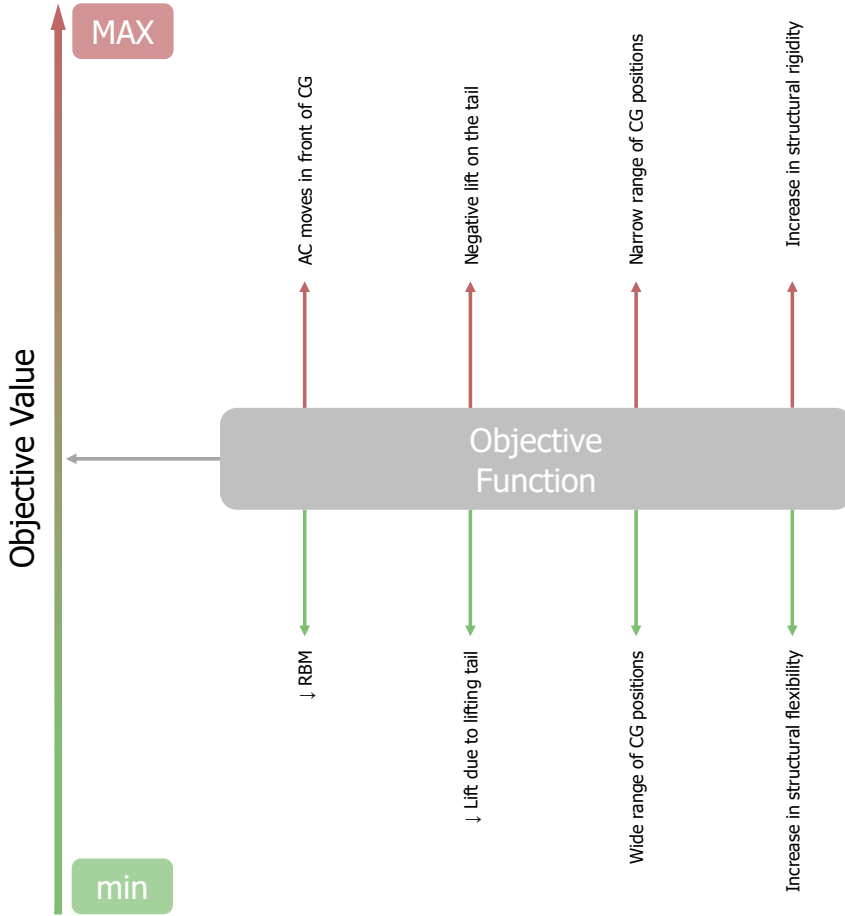 MAX
Objective Value
min
AC moves in front of CG
Negative lift on the tail
Narrow range of CG positions
Increase in structural rigidity
Objective
Function
↓ RBM
↓ Lift due to lifting tail
Wide range of CG positions
Increase in structural flexibility